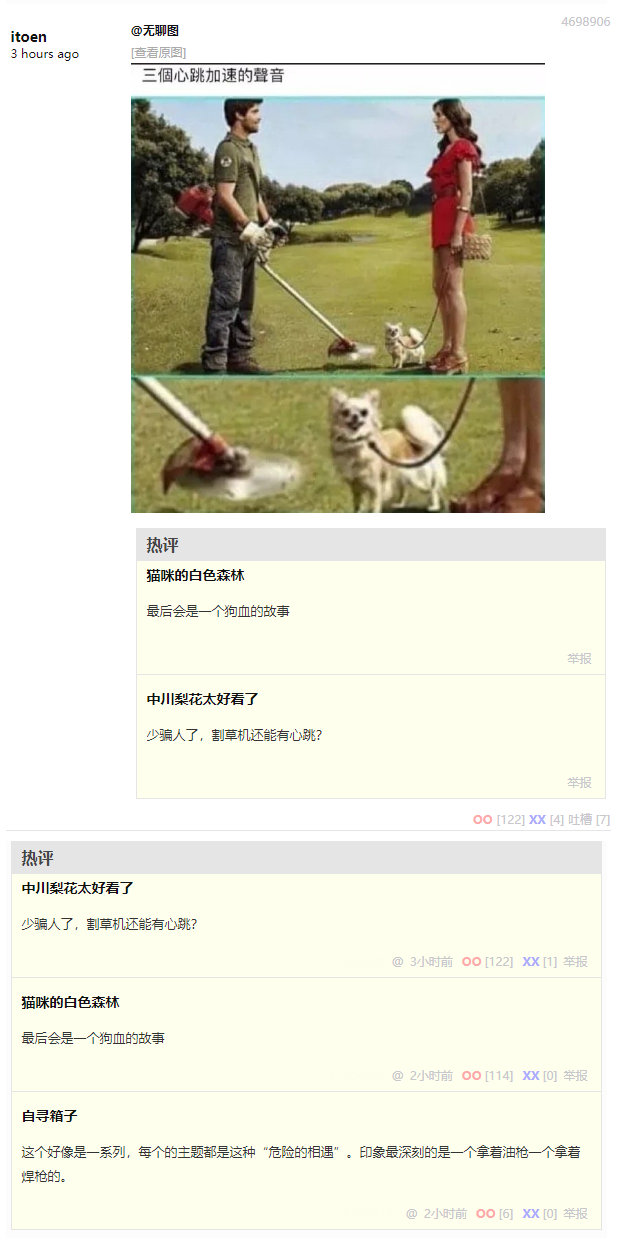 4698906
itoen
3 hours ago
@无聊图
[查看原图]
三個心跳加速的聲音
热评
猫咪的白色森林
最后会是一个狗血的故事
举报
中川梨花太好看了
少骗人了，割草机还能有心跳?
举报
OO [122] XX [4] 吐槽 [7]
热评
中川梨花太好看了
少骗人了，割草机还能有心跳?
@ 3小时前 OO [122] XX [1] 举报
猫咪的白色森林
最后会是一个狗血的故事
@ 2小时前 OO [114] XX [0] 举报
自寻箱子
这个好像是一系列，每个的主题都是这种“危险的相遇”。印象最深刻的是一个拿着油枪一个拿着
焊枪的。
@ 2小时前 OO [6] XX [0] 举报